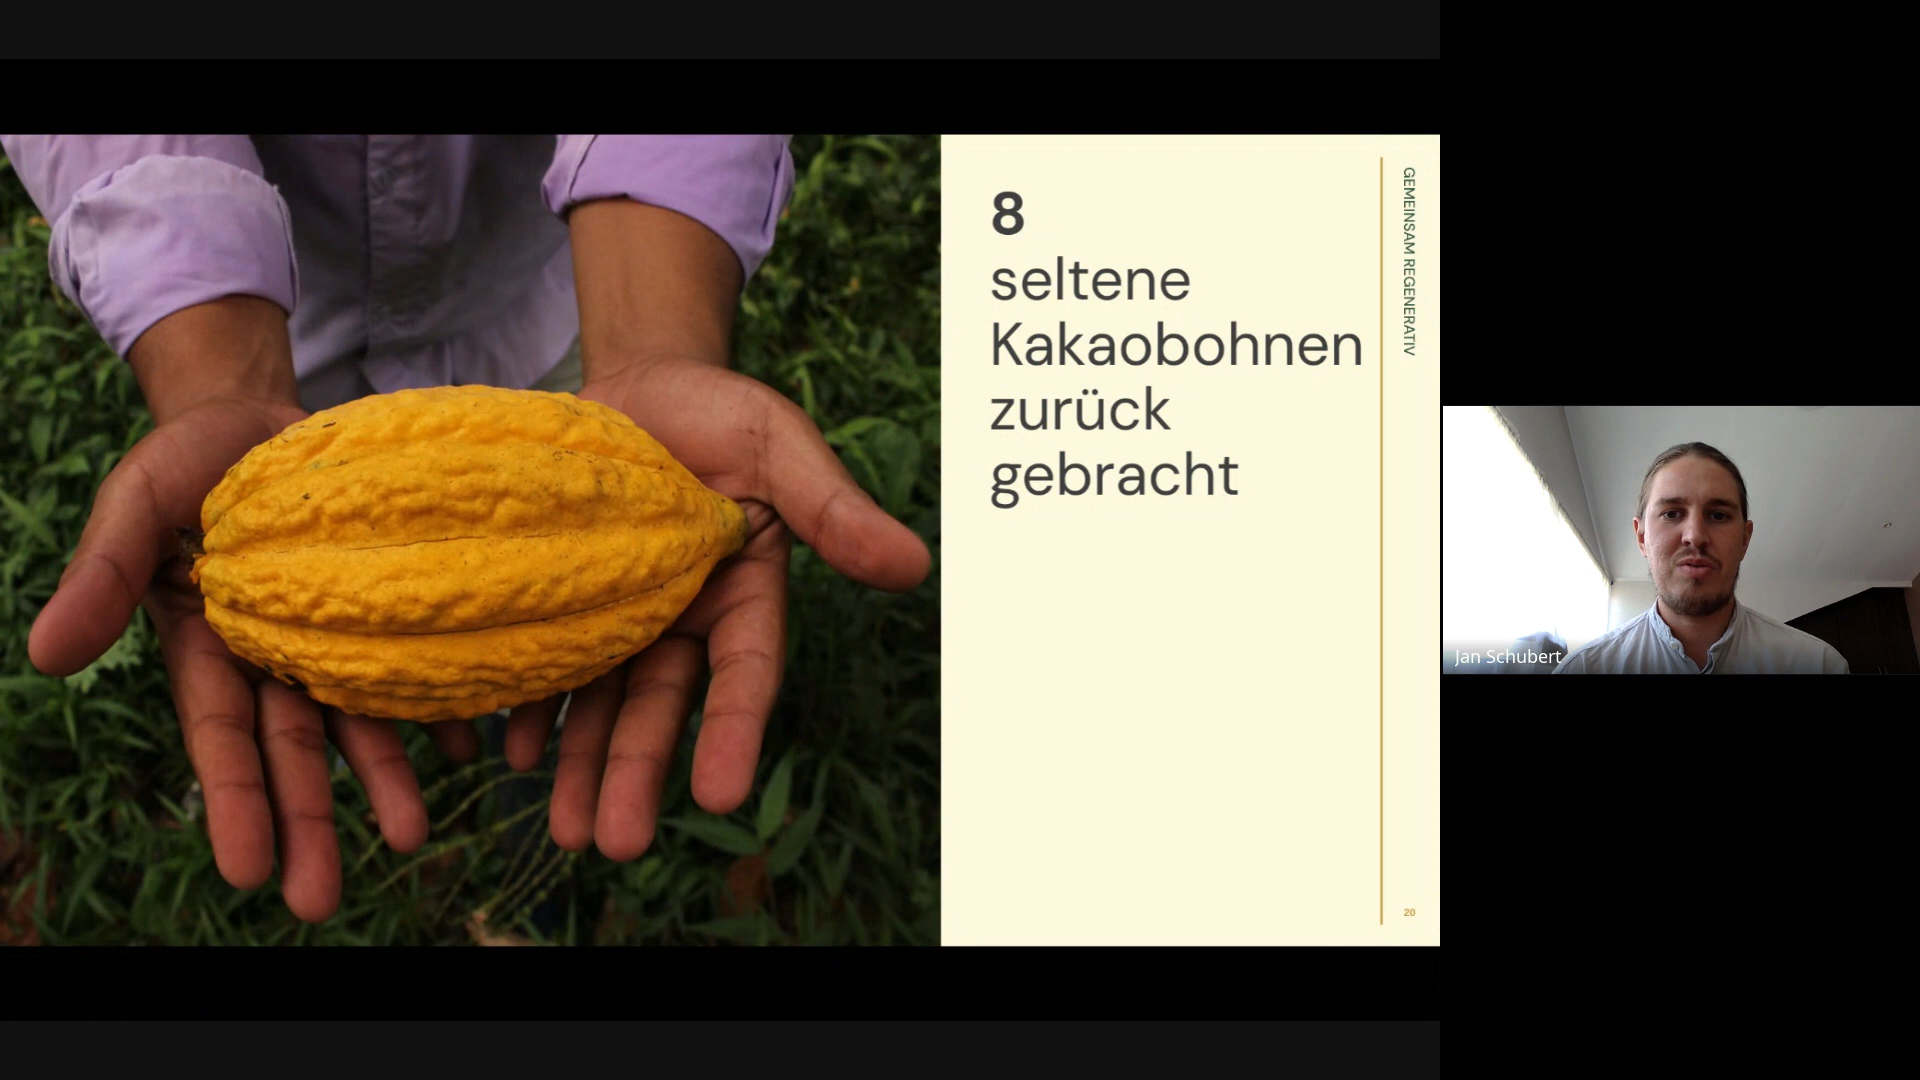 8
seltene
Kakaobohnen
zurück
gebracht
GEMEINSAM REGENERATIV
20
Jan Schubert